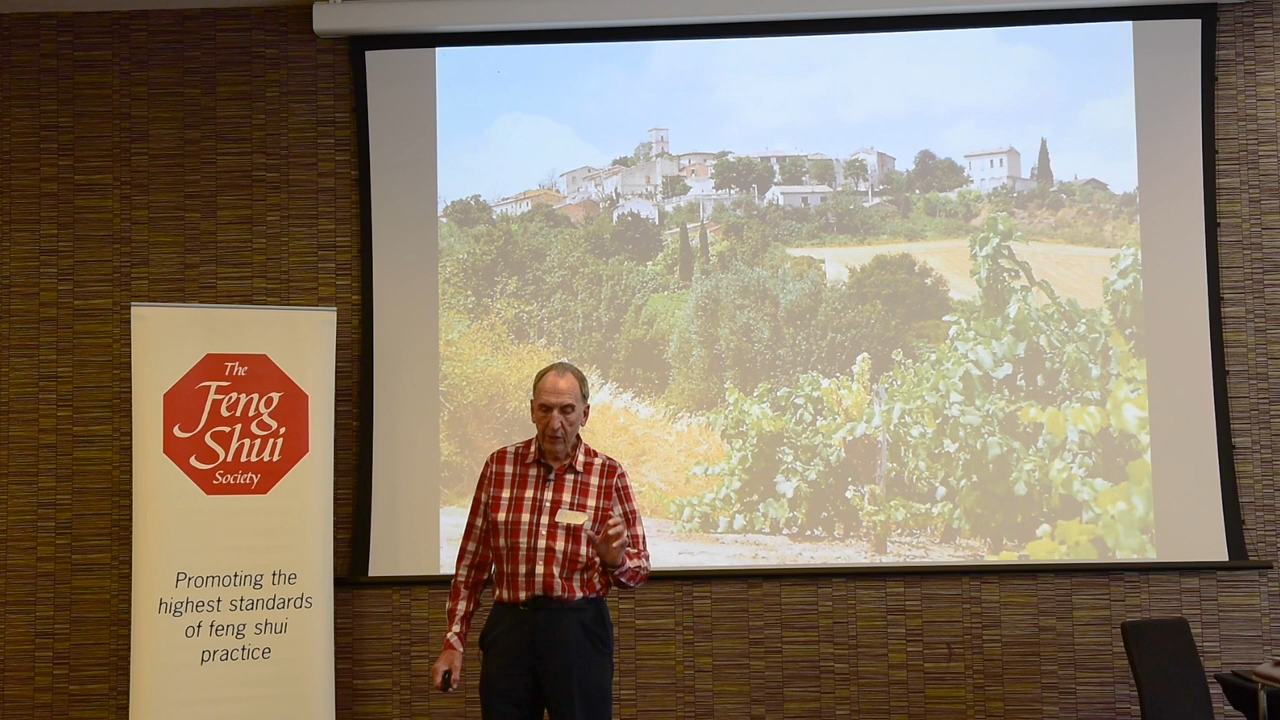 The
Feng
Shui
Society
Promoting the
highest standards
of feng shui
practice